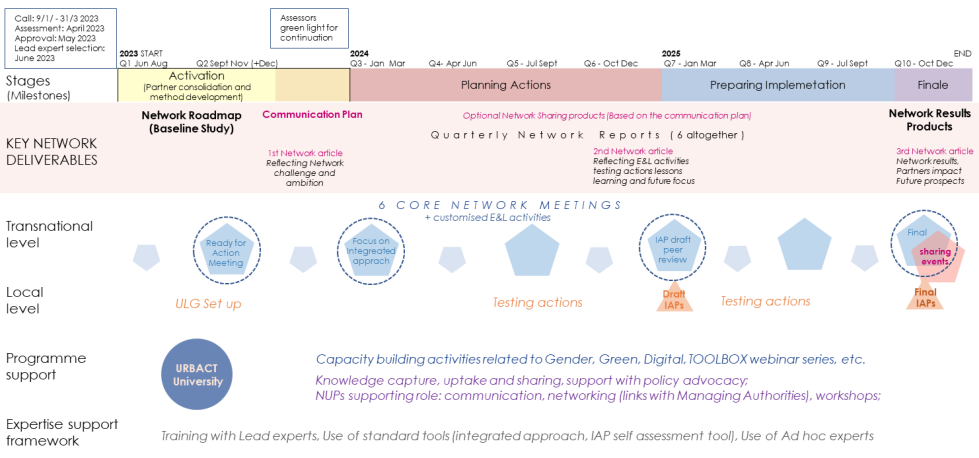 Call: 9/1/ - 31/3 2023
Assessment: April 2023
Approval: May 2023
Lead expert selection:
June 2023
Assessors
green light for
continuation
2023 START
2024
2025
END
Q1 Jun Aug
Q2 Sept Nov (+Dec)
Q3 - Jan Mar
Q4- Apr Jun
Q5 - Jul Sept
Q6 - Oct Dec
Q7 - Jan Mar
Q8 - Apr Jun
Q9 - Jul Sept
Q10 - Oct Dec
Stages
(Milestones)
Activation
(Partner consolidation and
method development)
Planning Actions
Preparing Implemetation
Finale
KEY NETWORK
DELIVERABLES
Network Roadmap
(Baseline Study)
Communication Plan
Optional Network Sharing products (Based on the communication plan)
Quarterly Network Reports (6 altogether)
Network Results
Products
1st Network article
Reflecting Network
challenge and
ambition
2nd Network article
Reflecting E&L activities
testing actions lessons
learning and future focus
3rd Network article
Network results,
Partners impact
Future prospects
Transnational
level
6 CORE NETWORK MEETINGS
+ customised E&L activities
Ready for
Action
Meeting
Focus on
integreated
apprach
IAP draft
peer
review
Final
sharing
events
Local
level
ULG Set up
Testing actions
Draft
IAPs
Testing actions
Final
IAPs
Programme
support
URBACT
University
Capacity building activities related to Gender, Green, Digital, TOOLBOX webinar series, etc.
Knowledge capture, uptake and sharing, support with policy advocacy;
NUPs supporting role: communication, networking (links with Managing Authorities), workshops;
Expertise support
framework
Training with Lead experts, Use of standard tools (integrated approach, IAP self assessment tool), Use of Ad hoc experts